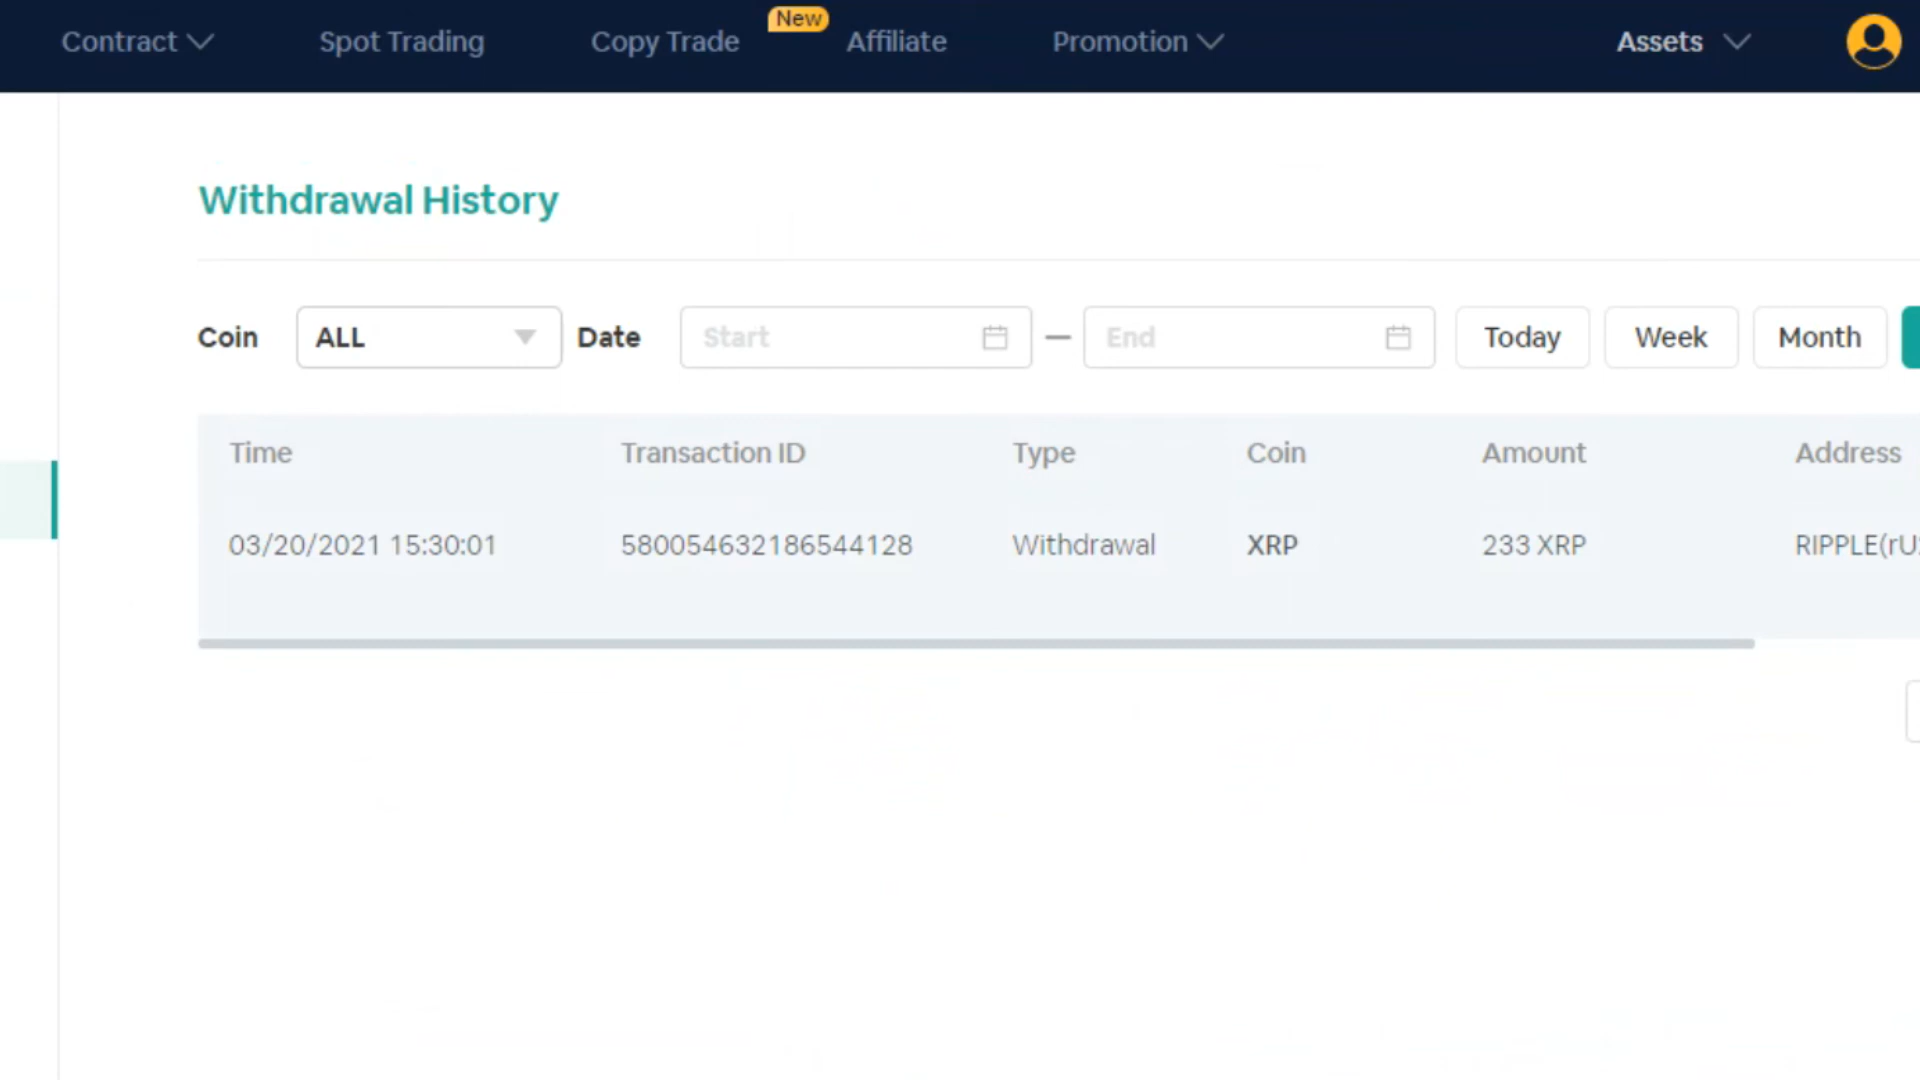 New
Contract Spot Trading Copy Trade Affiliate Promotion Assets
Withdrawal History
Coin ALL Date Start — End Today Week Month
Time Transaction ID Type Coin Amount Address
03/20/2021 15:30:01 580054632186544128 Withdrawal XRP 233 XRP RIPPLE(rU